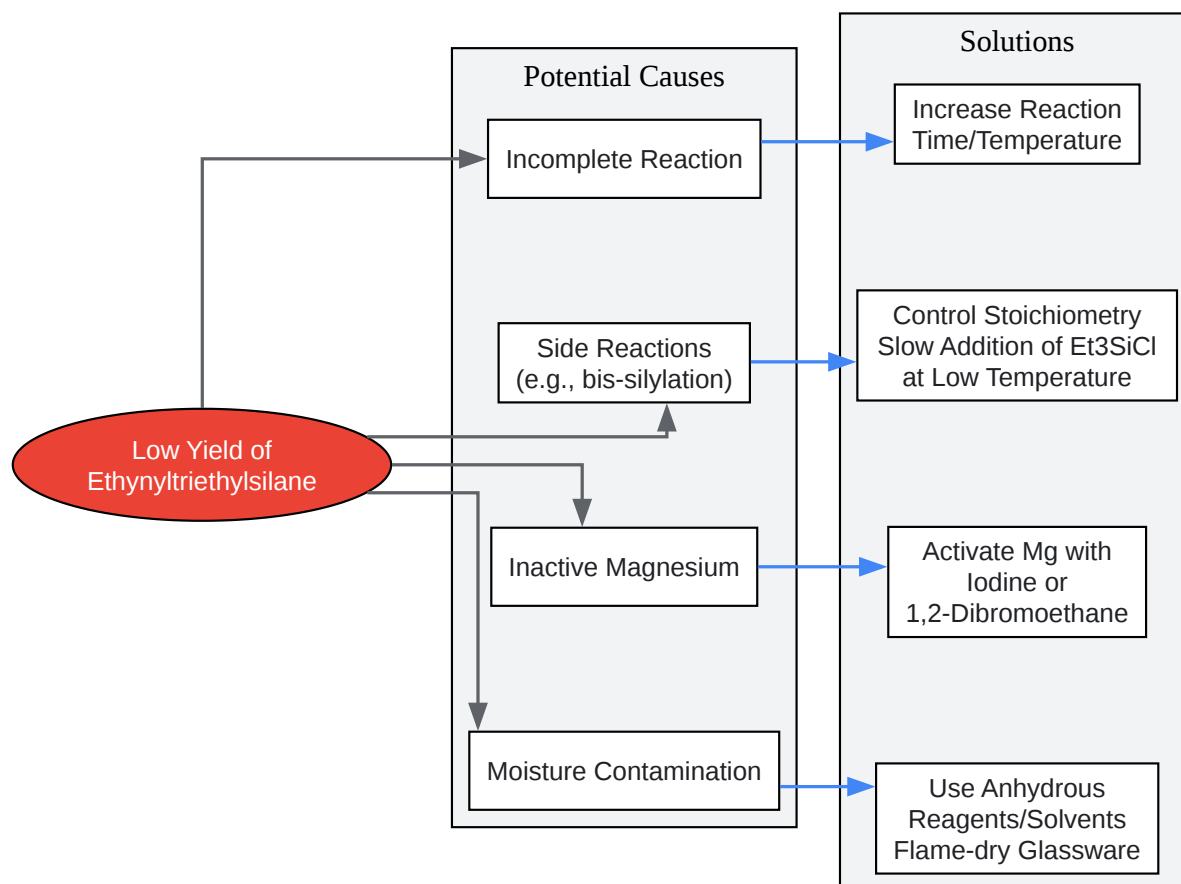 Low Yield of
Ethynyltriethylsilane
Potential Causes
Incomplete Reaction
Side Reactions
(e.g., bis-silylation)
Inactive Magnesium
Moisture Contamination
Solutions
Increase Reaction
Time/Temperature
Control Stoichiometry
Slow Addition of Et3SiCl
at Low Temperature
Activate Mg with
Iodine or
1,2-Dibromoethane
Use Anhydrous
Reagents/Solvents
Flame-dry Glassware